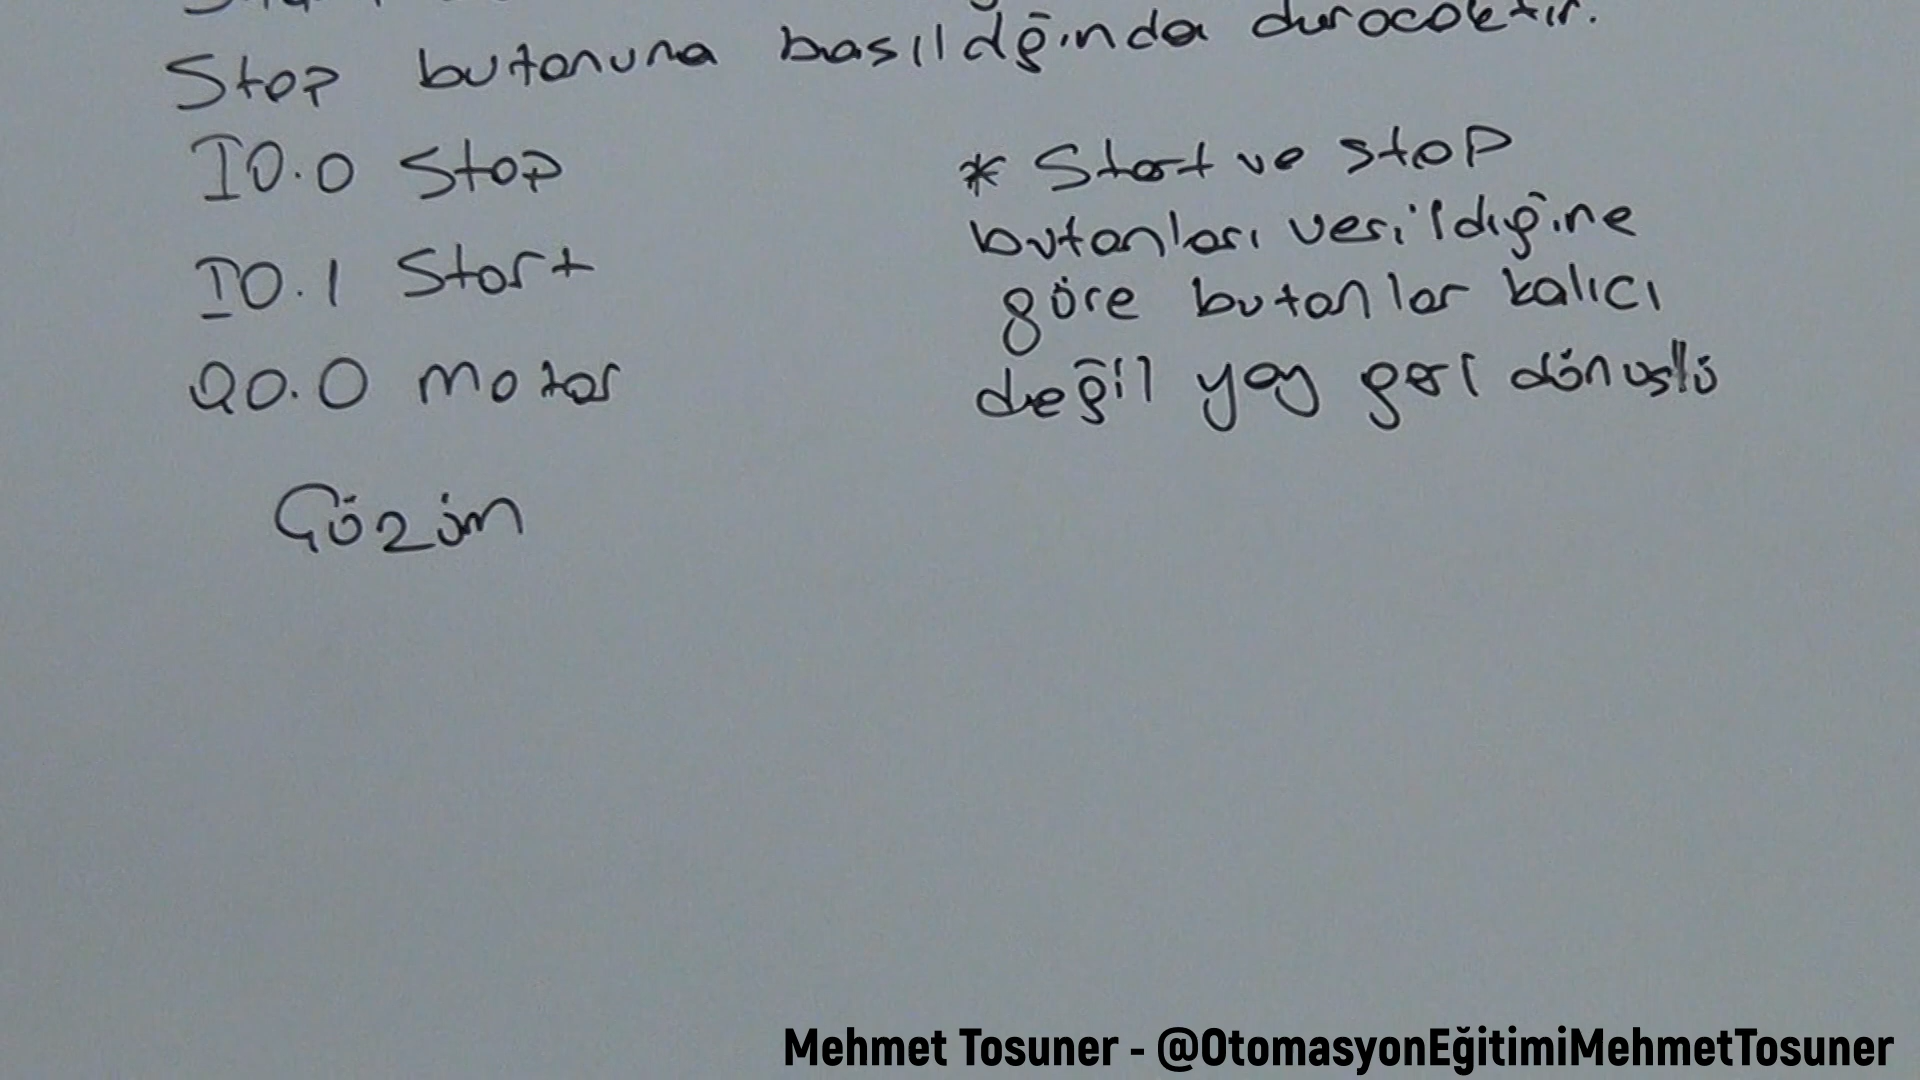 Stop butonuna basıldğında duracaktır.
I0.0 Stop
I0.1 Start
Q0.0 motor
* Start ve stop
butonları verildiğine
göre butonlar kalıcı
değil yay geri dönüşlü
Çözüm
Mehmet Tosuner - @OtomasyonEğitimiMehmetTosuner